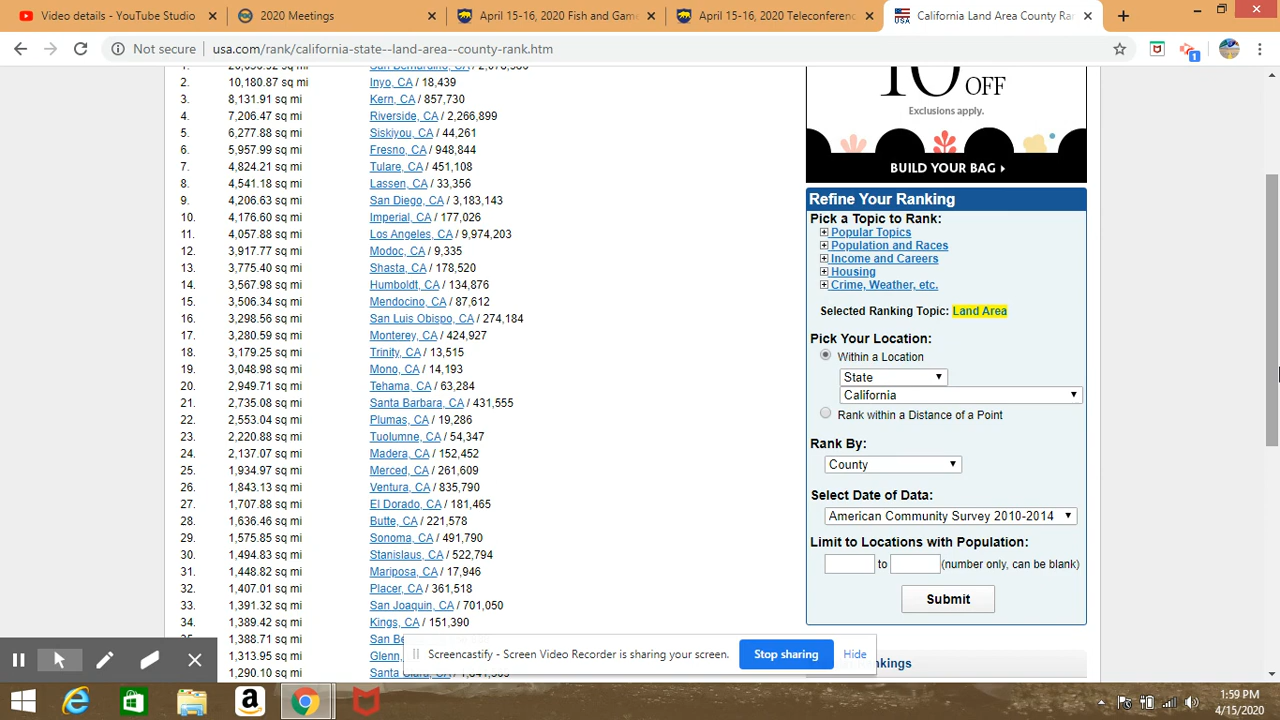 Video details - YouTube Studio
2020 Meetings
April 15-16, 2020 Fish and Gam
April 15-16, 2020 Teleconference
California Land Area County Ran
Not secure | usa.com/rank/california-state--land-area--county-rank.htm
1
2. 10,180.87 sq mi Inyo, CA / 18,439
3. 8,131.91 sq mi Kern, CA / 857,730
4. 7,206.47 sq mi Riverside, CA / 2,266,899
5. 6,277.88 sq mi Siskiyou, CA / 44,261
6. 5,957.99 sq mi Fresno, CA / 948,844
7. 4,824.21 sq mi Tulare, CA / 451,108
8. 4,541.18 sq mi Lassen, CA / 33,356
9. 4,206.63 sq mi San Diego, CA / 3,183,143
10. 4,176.60 sq mi Imperial, CA / 177,026
11. 4,057.88 sq mi Los Angeles, CA / 9,974,203
12. 3,917.77 sq mi Modoc, CA / 9,335
13. 3,775.40 sq mi Shasta, CA / 178,520
14. 3,567.98 sq mi Humboldt, CA / 134,876
15. 3,506.34 sq mi Mendocino, CA / 87,612
16. 3,298.56 sq mi San Luis Obispo, CA / 274,184
17. 3,280.59 sq mi Monterey, CA / 424,927
18. 3,179.25 sq mi Trinity, CA / 13,515
19. 3,048.98 sq mi Mono, CA / 14,193
20. 2,949.71 sq mi Tehama, CA / 63,284
21. 2,735.08 sq mi Santa Barbara, CA / 431,555
22. 2,553.04 sq mi Plumas, CA / 19,286
23. 2,220.88 sq mi Tuolumne, CA / 54,347
24. 2,137.07 sq mi Madera, CA / 152,452
25. 1,934.97 sq mi Merced, CA / 261,609
26. 1,843.13 sq mi Ventura, CA / 835,790
27. 1,707.88 sq mi El Dorado, CA / 181,465
28. 1,636.46 sq mi Butte, CA / 221,578
29. 1,575.85 sq mi Sonoma, CA / 491,790
30. 1,494.83 sq mi Stanislaus, CA / 522,794
31. 1,448.82 sq mi Mariposa, CA / 17,946
32. 1,407.01 sq mi Placer, CA / 361,518
33. 1,391.32 sq mi San Joaquin, CA / 701,050
34. 1,389.42 sq mi Kings, CA / 151,390
1,388.71 sq mi San Be
1,313.95 sq mi Glenn,
1,290.10 sq mi Santa
10 OFF
Exclusions apply.
BUILD YOUR BAG
Refine Your Ranking
Pick a Topic to Rank:
Popular Topics
Population and Races
Income and Careers
Housing
Crime, Weather, etc.
Selected Ranking Topic: Land Area
Pick Your Location:
Within a Location
State
California
Rank within a Distance of a Point
Rank By:
County
Select Date of Data:
American Community Survey 2010-2014
Limit to Locations with Population:
to (number only, can be blank)
Submit
nkings
Screencastify - Screen Video Recorder is sharing your screen. Stop sharing Hide
1:59 PM
4/15/2020